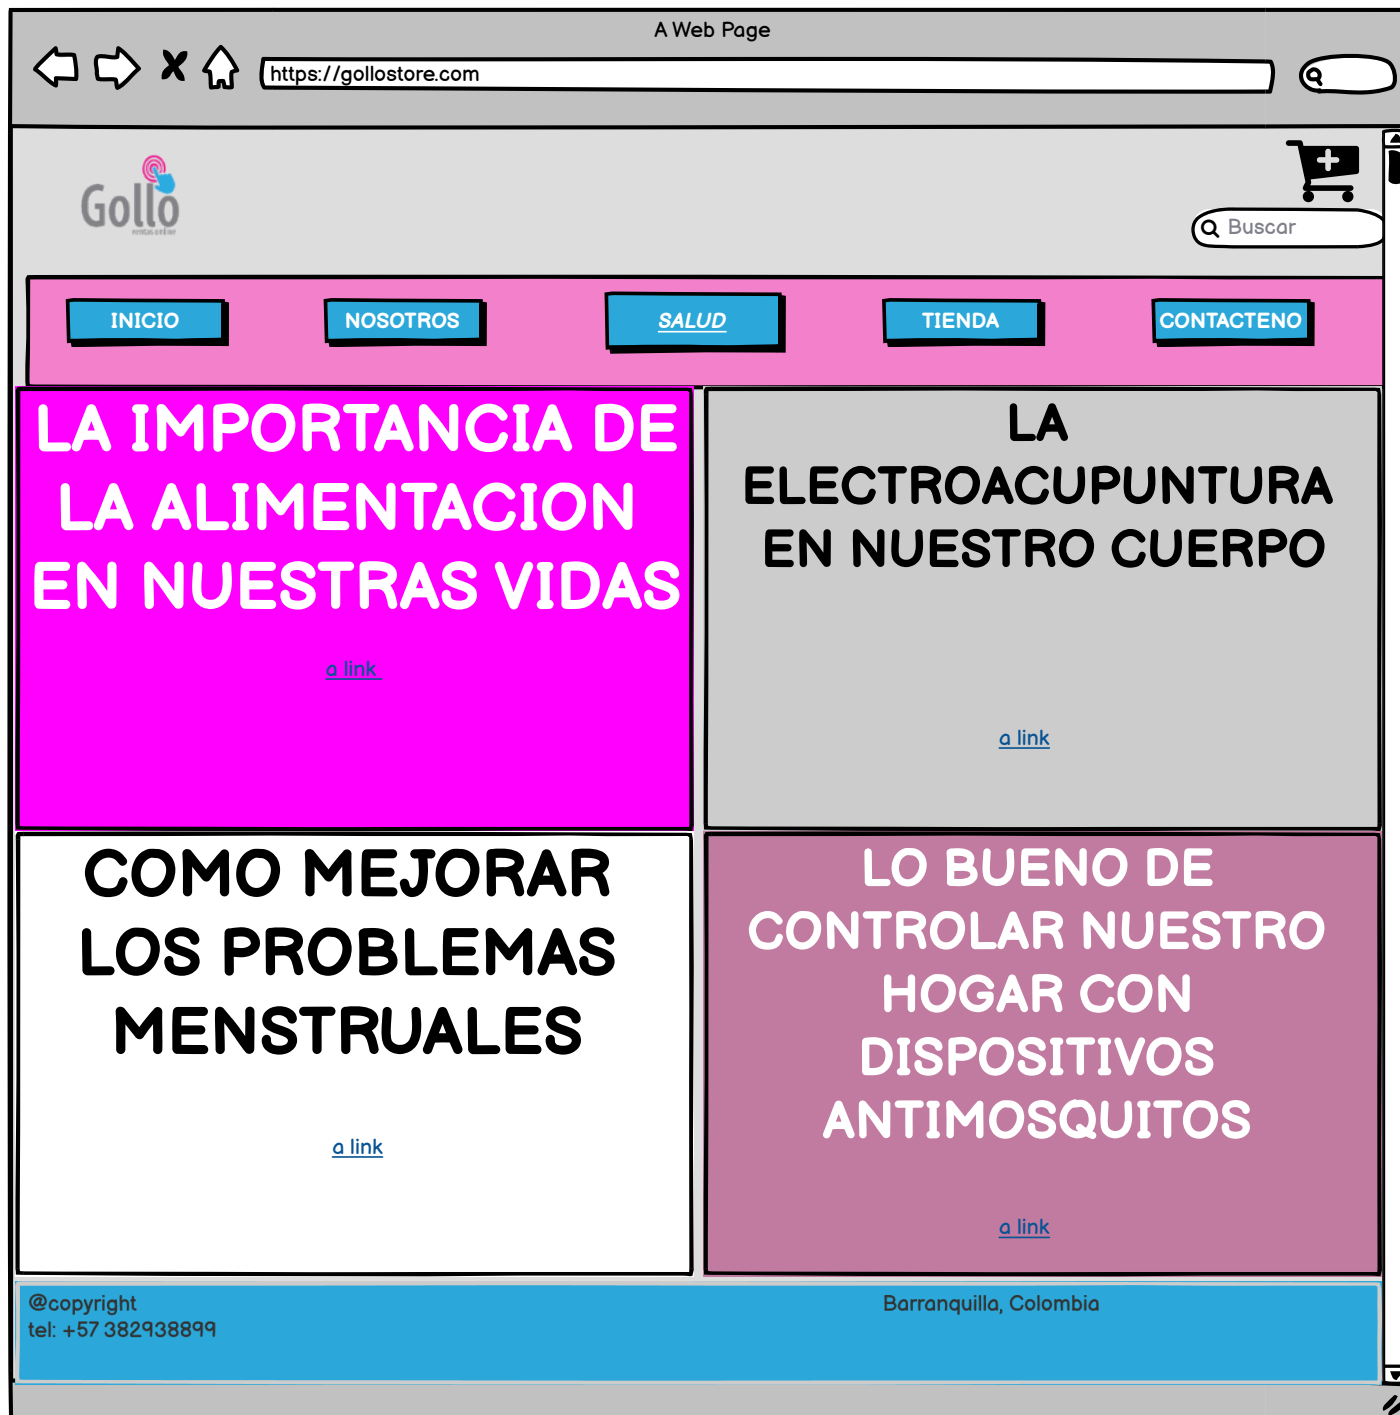 A Web Page
https://gollostore.com
Gollo
ventas online
Buscar
INICIO
NOSOTROS
SALUD
TIENDA
CONTACTENO
LA IMPORTANCIA DE
LA ALIMENTACION
EN NUESTRAS VIDAS
a link
LA
ELECTROACUPUNTURA
EN NUESTRO CUERPO
a link
COMO MEJORAR
LOS PROBLEMAS
MENSTRUALES
a link
LO BUENO DE
CONTROLAR NUESTRO
HOGAR CON
DISPOSITIVOS
ANTIMOSQUITOS
a link
@copyright
tel: +57 382938899
Barranquilla, Colombia